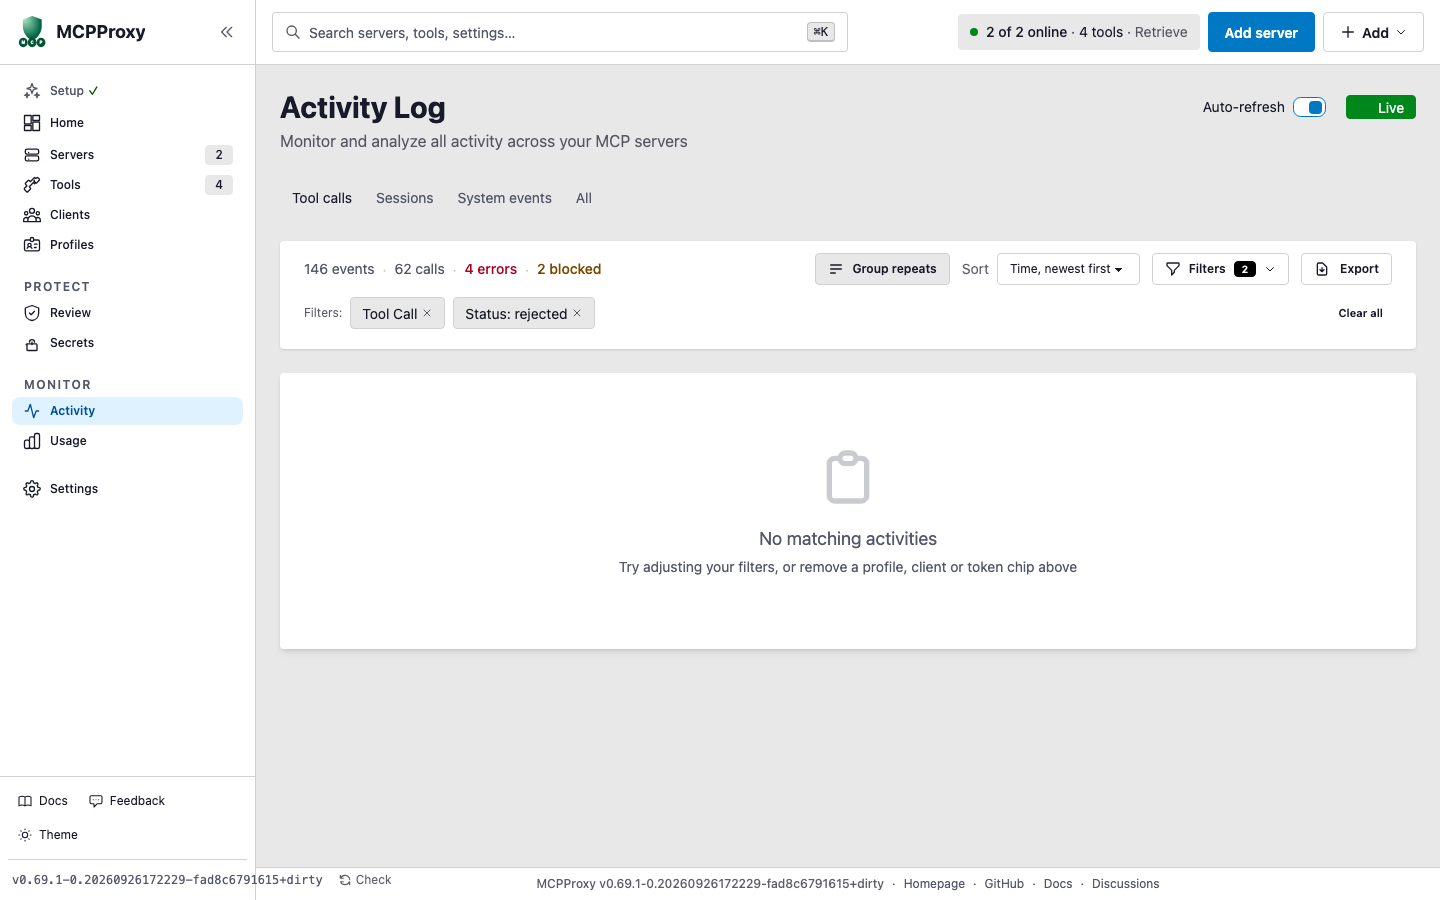 MCPProxy
Search servers, tools, settings...
⌘K
2 of 2 online · 4 tools · Retrieve
Add server
Add
Setup
Home
Servers 2
Tools 4
Clients
Profiles
PROTECT
Review
Secrets
MONITOR
Activity
Usage
Settings
Docs
Feedback
Theme
v0.69.1-0.20260926172229-fad8c6791615+dirty
Check
Activity Log
Monitor and analyze all activity across your MCP servers
Auto-refresh
Live
Tool calls
Sessions
System events
All
146 events · 62 calls · 4 errors · 2 blocked
Group repeats
Sort
Time, newest first
Filters 2
Export
Filters:
Tool Call ×
Status: rejected ×
Clear all
No matching activities
Try adjusting your filters, or remove a profile, client or token chip above
MCPProxy v0.69.1-0.20260926172229-fad8c6791615+dirty · Homepage · GitHub · Docs · Discussions